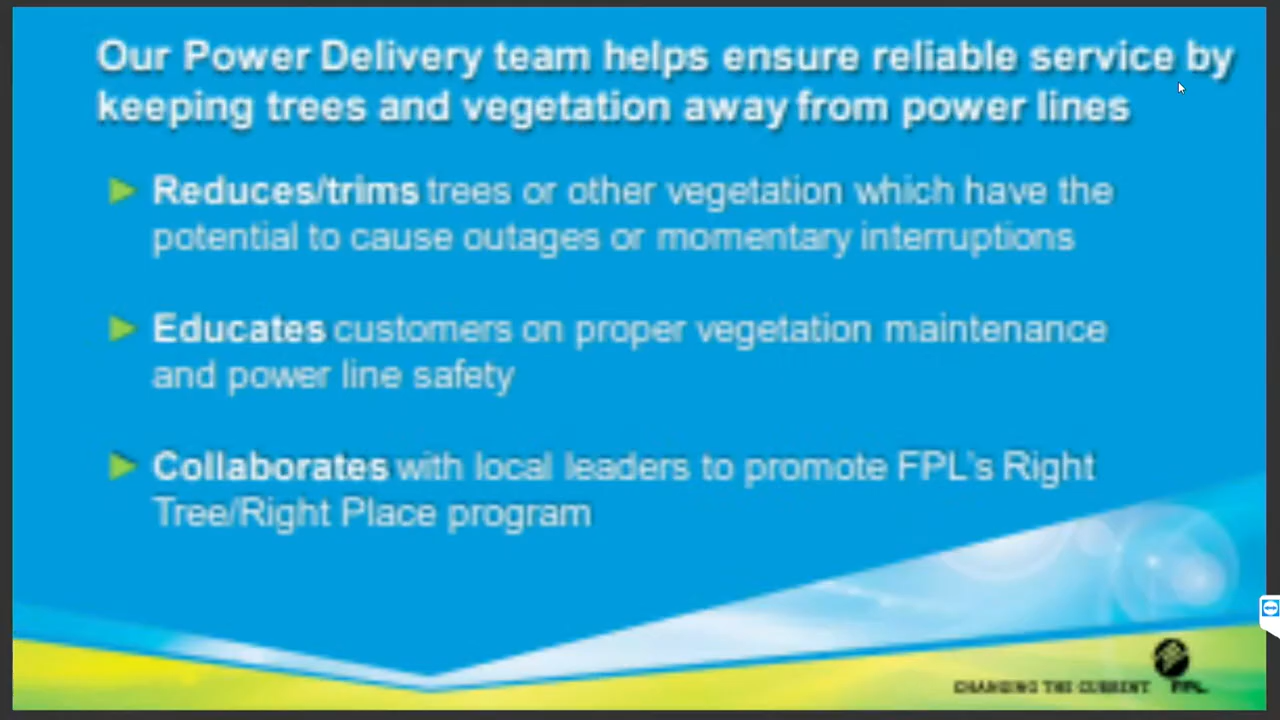 Our Power Delivery team helps ensure reliable service by
keeping trees and vegetation away from power lines
Reduces/trims trees or other vegetation which have the
potential to cause outages or momentary interruptions
Educates customers on proper vegetation maintenance
and power line safety
Collaborates with local leaders to promote FPL's Right
Tree/Right Place program
CHANGING THE CURRENT FPL.